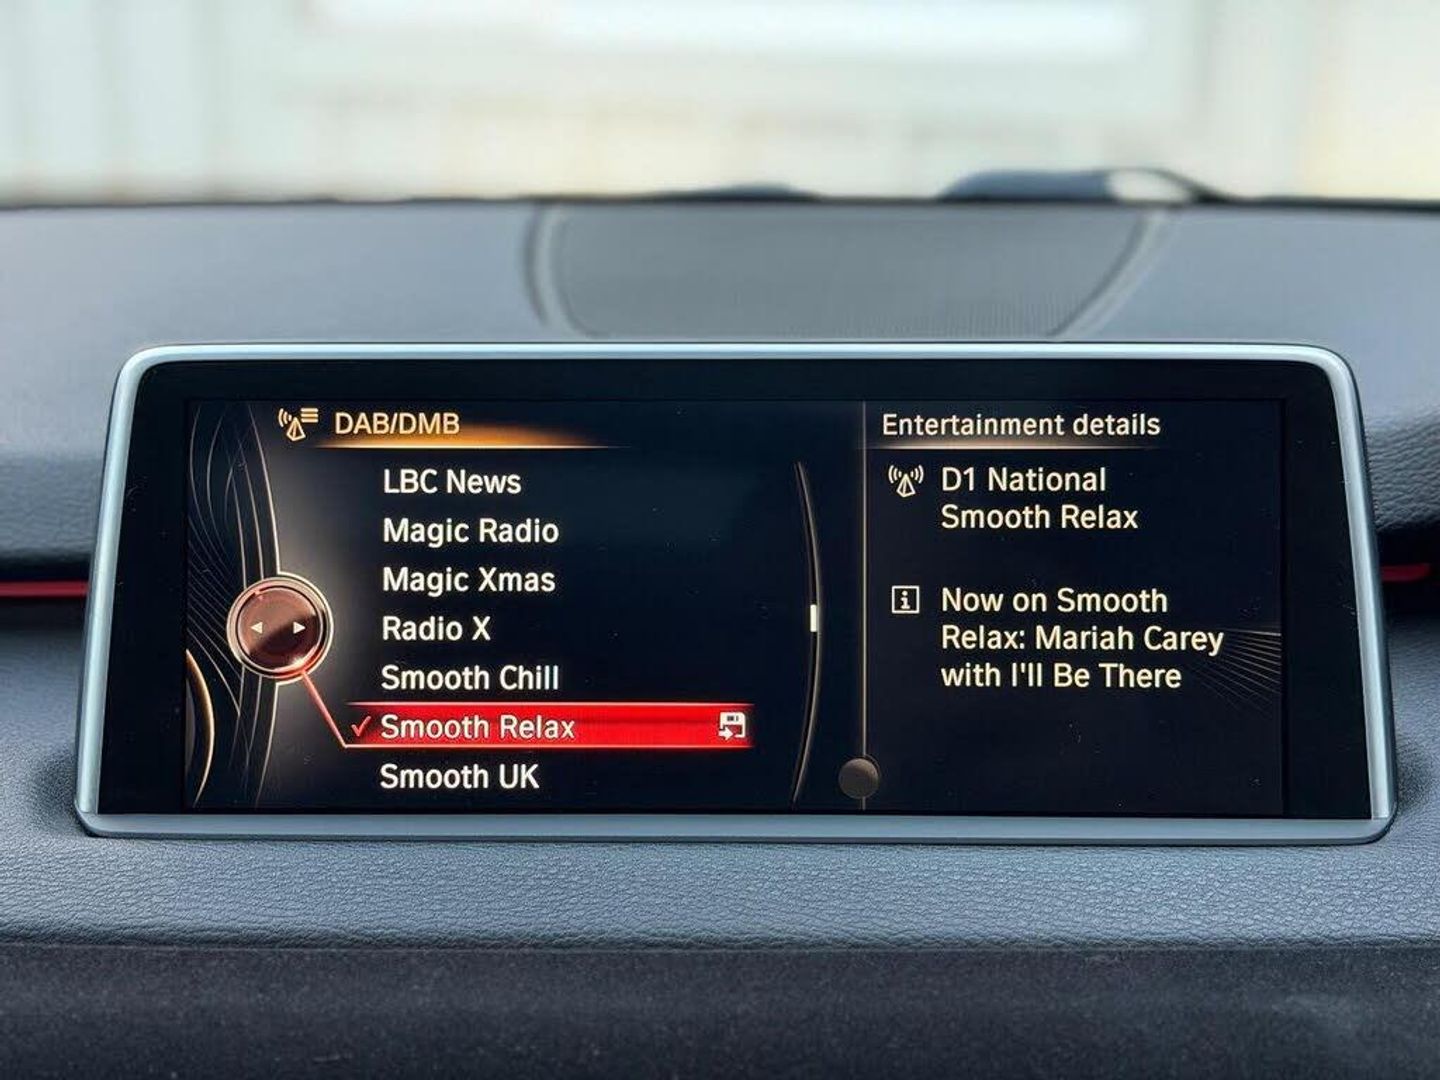 DAB/DMB
LBC News
Magic Radio
Magic Xmas
Radio X
Smooth Chill
Smooth Relax
Smooth UK
Entertainment details
D1 National
Smooth Relax
Now on Smooth
Relax: Mariah Carey
with I'll Be There